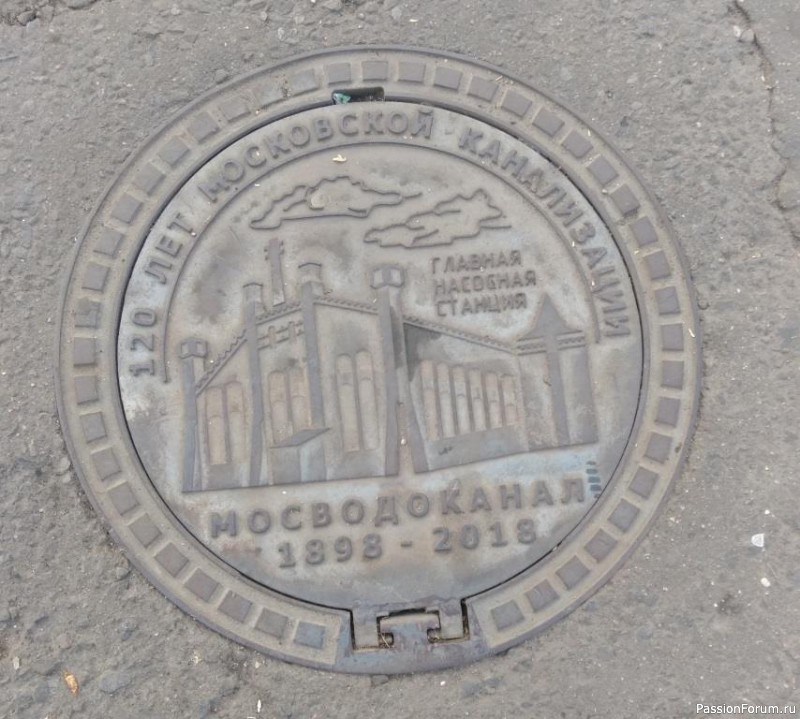 120 ЛЕТ МОСКОВСКОЙ КАНАЛИЗАЦИИ
ГЛАВНАЯ
НАСОСНАЯ
СТАНЦИЯ
МОСВОДОКАНАЛ
1898 - 2018
PassionForum.ru